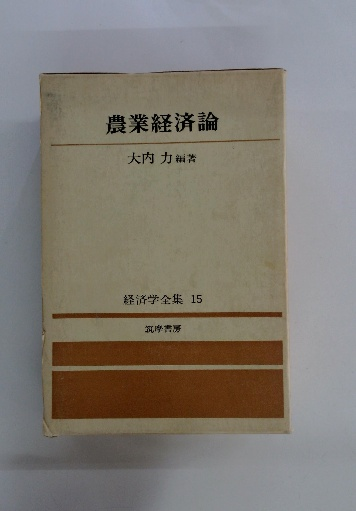 農業経済論
大内 力 編著
経済学全集 15
筑摩書房